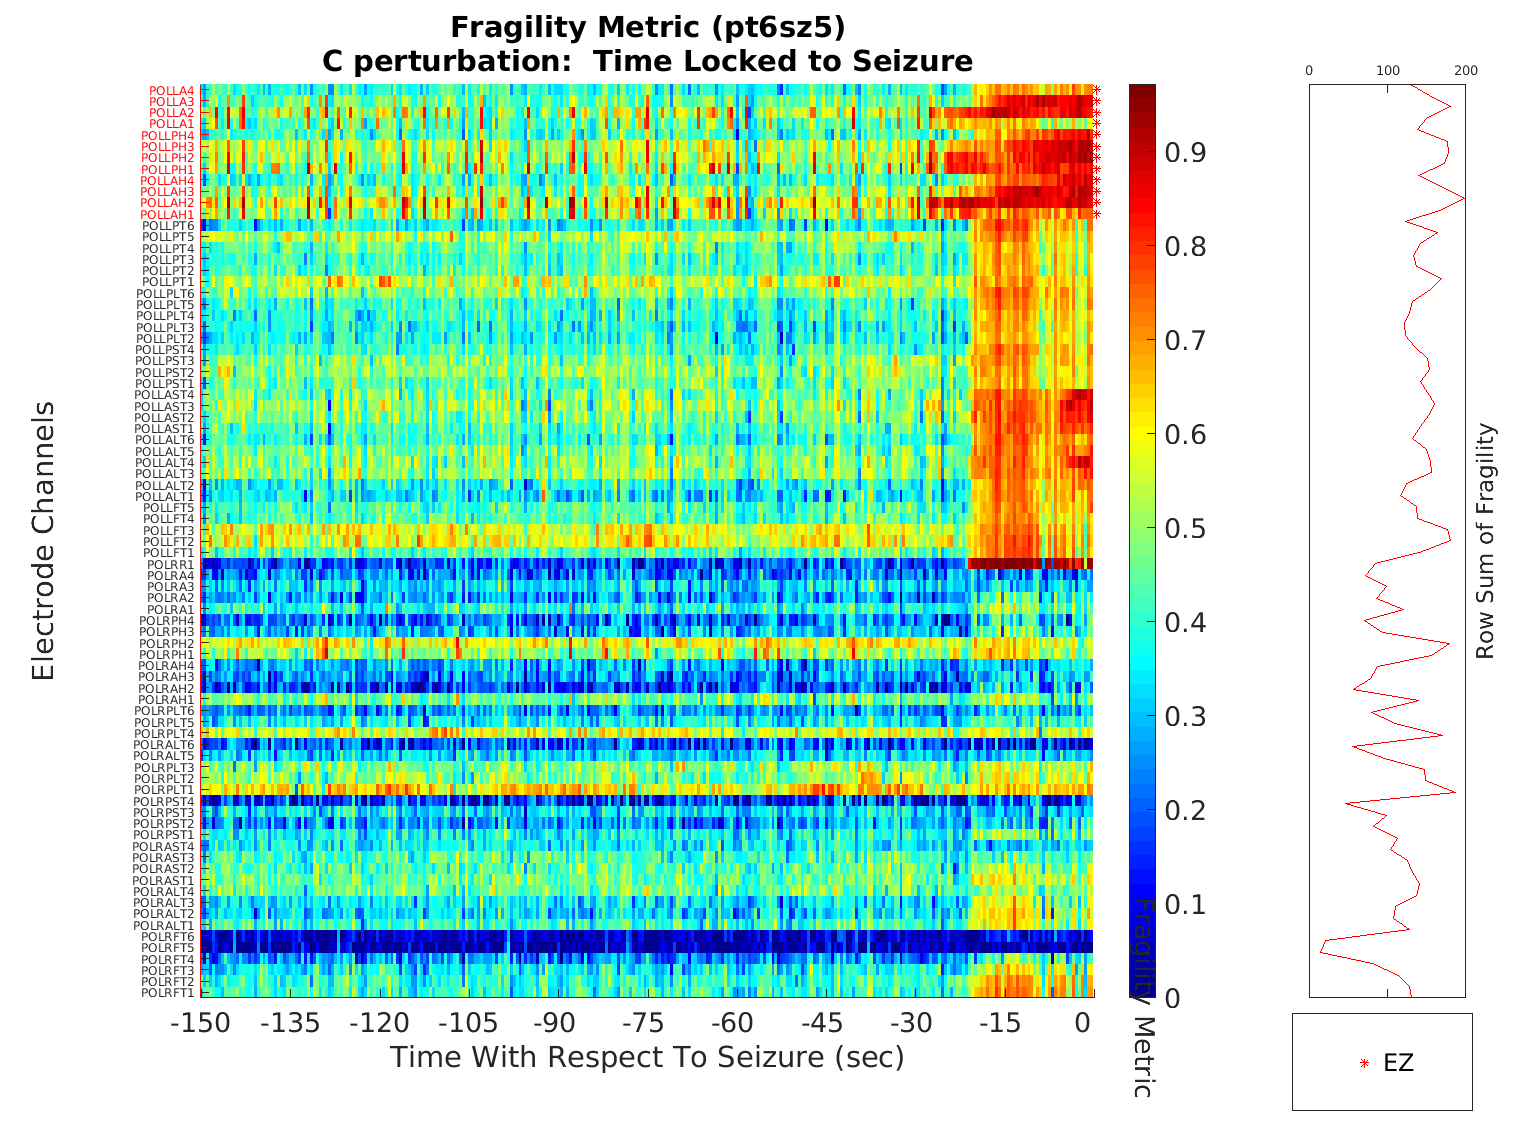 Fragility Metric (pt6sz5)
C perturbation: Time Locked to Seizure
Electrode Channels
POLLA4
POLLA3
POLLA2
POLLA1
POLLPH4
POLLPH3
POLLPH2
POLLPH1
POLLAH4
POLLAH3
POLLAH2
POLLAH1
POLLPT6
POLLPT5
POLLPT4
POLLPT3
POLLPT2
POLLPT1
POLLPLT6
POLLPLT5
POLLPLT4
POLLPLT3
POLLPLT2
POLLPST4
POLLPST3
POLLPST2
POLLPST1
POLLAST4
POLLAST3
POLLAST2
POLLAST1
POLLALT6
POLLALT5
POLLALT4
POLLALT3
POLLALT2
POLLALT1
POLLFT5
POLLFT4
POLLFT3
POLLFT2
POLLFT1
POLRR1
POLRA4
POLRA3
POLRA2
POLRA1
POLRPH4
POLRPH3
POLRPH2
POLRPH1
POLRAH4
POLRAH3
POLRAH2
POLRAH1
POLRPLT6
POLRPLT5
POLRPLT4
POLRALT6
POLRALT5
POLRPLT3
POLRPLT2
POLRPLT1
POLRPST4
POLRPST3
POLRPST2
POLRPST1
POLRAST4
POLRAST3
POLRAST2
POLRAST1
POLRALT4
POLRALT3
POLRALT2
POLRALT1
POLRFT6
POLRFT5
POLRFT4
POLRFT3
POLRFT2
POLRFT1
-150 -135 -120 -105 -90 -75 -60 -45 -30 -15 0
Time With Respect To Seizure (sec)
0.9
0.8
0.7
0.6
0.5
0.4
0.3
0.2
0.1
0
Fragility Metric
0 100 200
Row Sum of Fragility
EZ